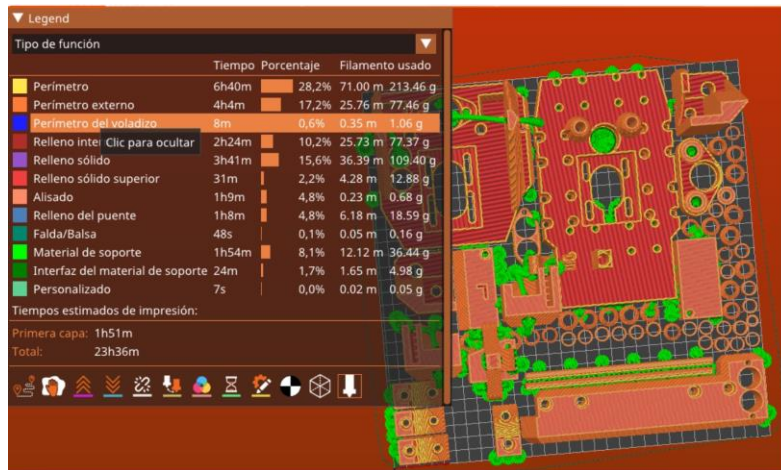 Legend
Tipo de función
Tiempo Porcentaje Filamento usado
Perímetro 6h40m 28,2% 71.00 m 213.46 g
Perímetro externo 4h4m 17,2% 25.76 m 77.46 g
Perímetro del voladizo 8m 0,6% 0.35 m 1.06 g
Relleno inte 2h24m 10,2% 25.73 m 77.37 g
Clic para ocultar
Relleno sólido 3h41m 15,6% 36.39 m 109.40 g
Relleno sólido superior 31m 2,2% 4.28 m 12.88 g
Alisado 1h9m 4,8% 0.23 m 0.68 g
Relleno del puente 1h8m 4,8% 6.18 m 18.59 g
Falda/Balsa 48s 0,1% 0.05 m 0.16 g
Material de soporte 1h54m 8,1% 12.12 m 36.44 g
Interfaz del material de soporte 24m 1,7% 1.65 m 4.98 g
Personalizado 7s 0,0% 0.02 m 0.05 g
Tiempos estimados de impresión:
Primera capa: 1h51m
Total: 23h36m